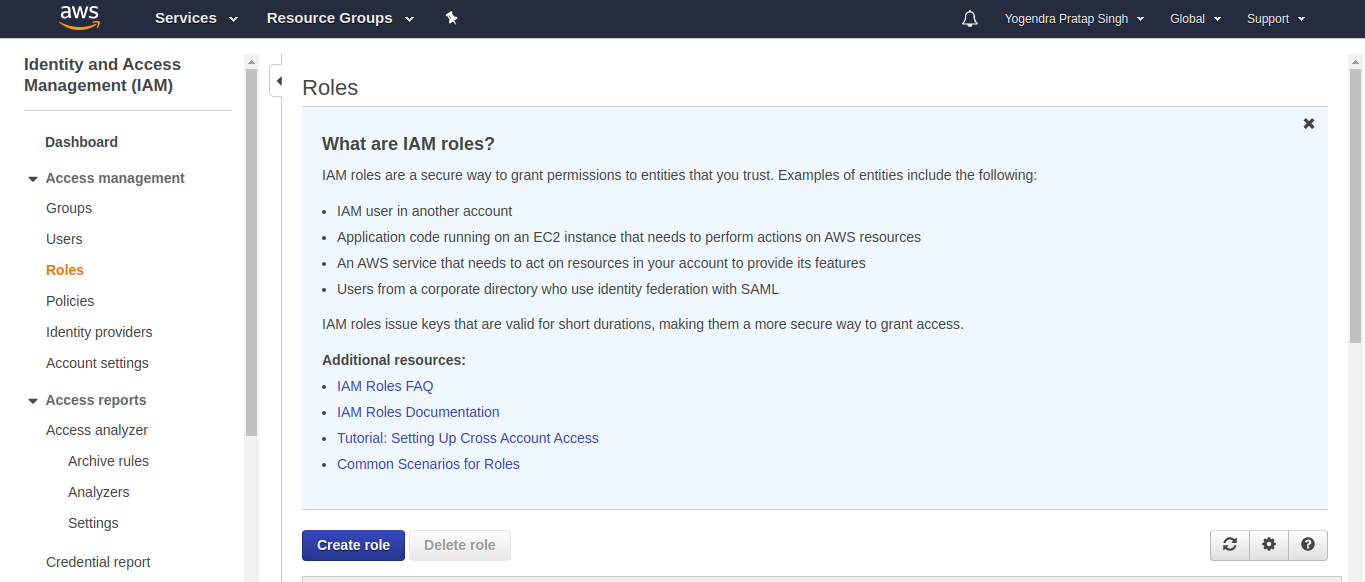 aws Services Resource Groups Yogendra Pratap Singh Global Support
Identity and Access
Management (IAM)
Dashboard
Access management
Groups
Users
Roles
Policies
Identity providers
Account settings
Access reports
Access analyzer
Archive rules
Analyzers
Settings
Credential report
Roles
What are IAM roles?
IAM roles are a secure way to grant permissions to entities that you trust. Examples of entities include the following:
• IAM user in another account
• Application code running on an EC2 instance that needs to perform actions on AWS resources
• An AWS service that needs to act on resources in your account to provide its features
• Users from a corporate directory who use identity federation with SAML
IAM roles issue keys that are valid for short durations, making them a more secure way to grant access.
Additional resources:
• IAM Roles FAQ
• IAM Roles Documentation
• Tutorial: Setting Up Cross Account Access
• Common Scenarios for Roles
Create role Delete role